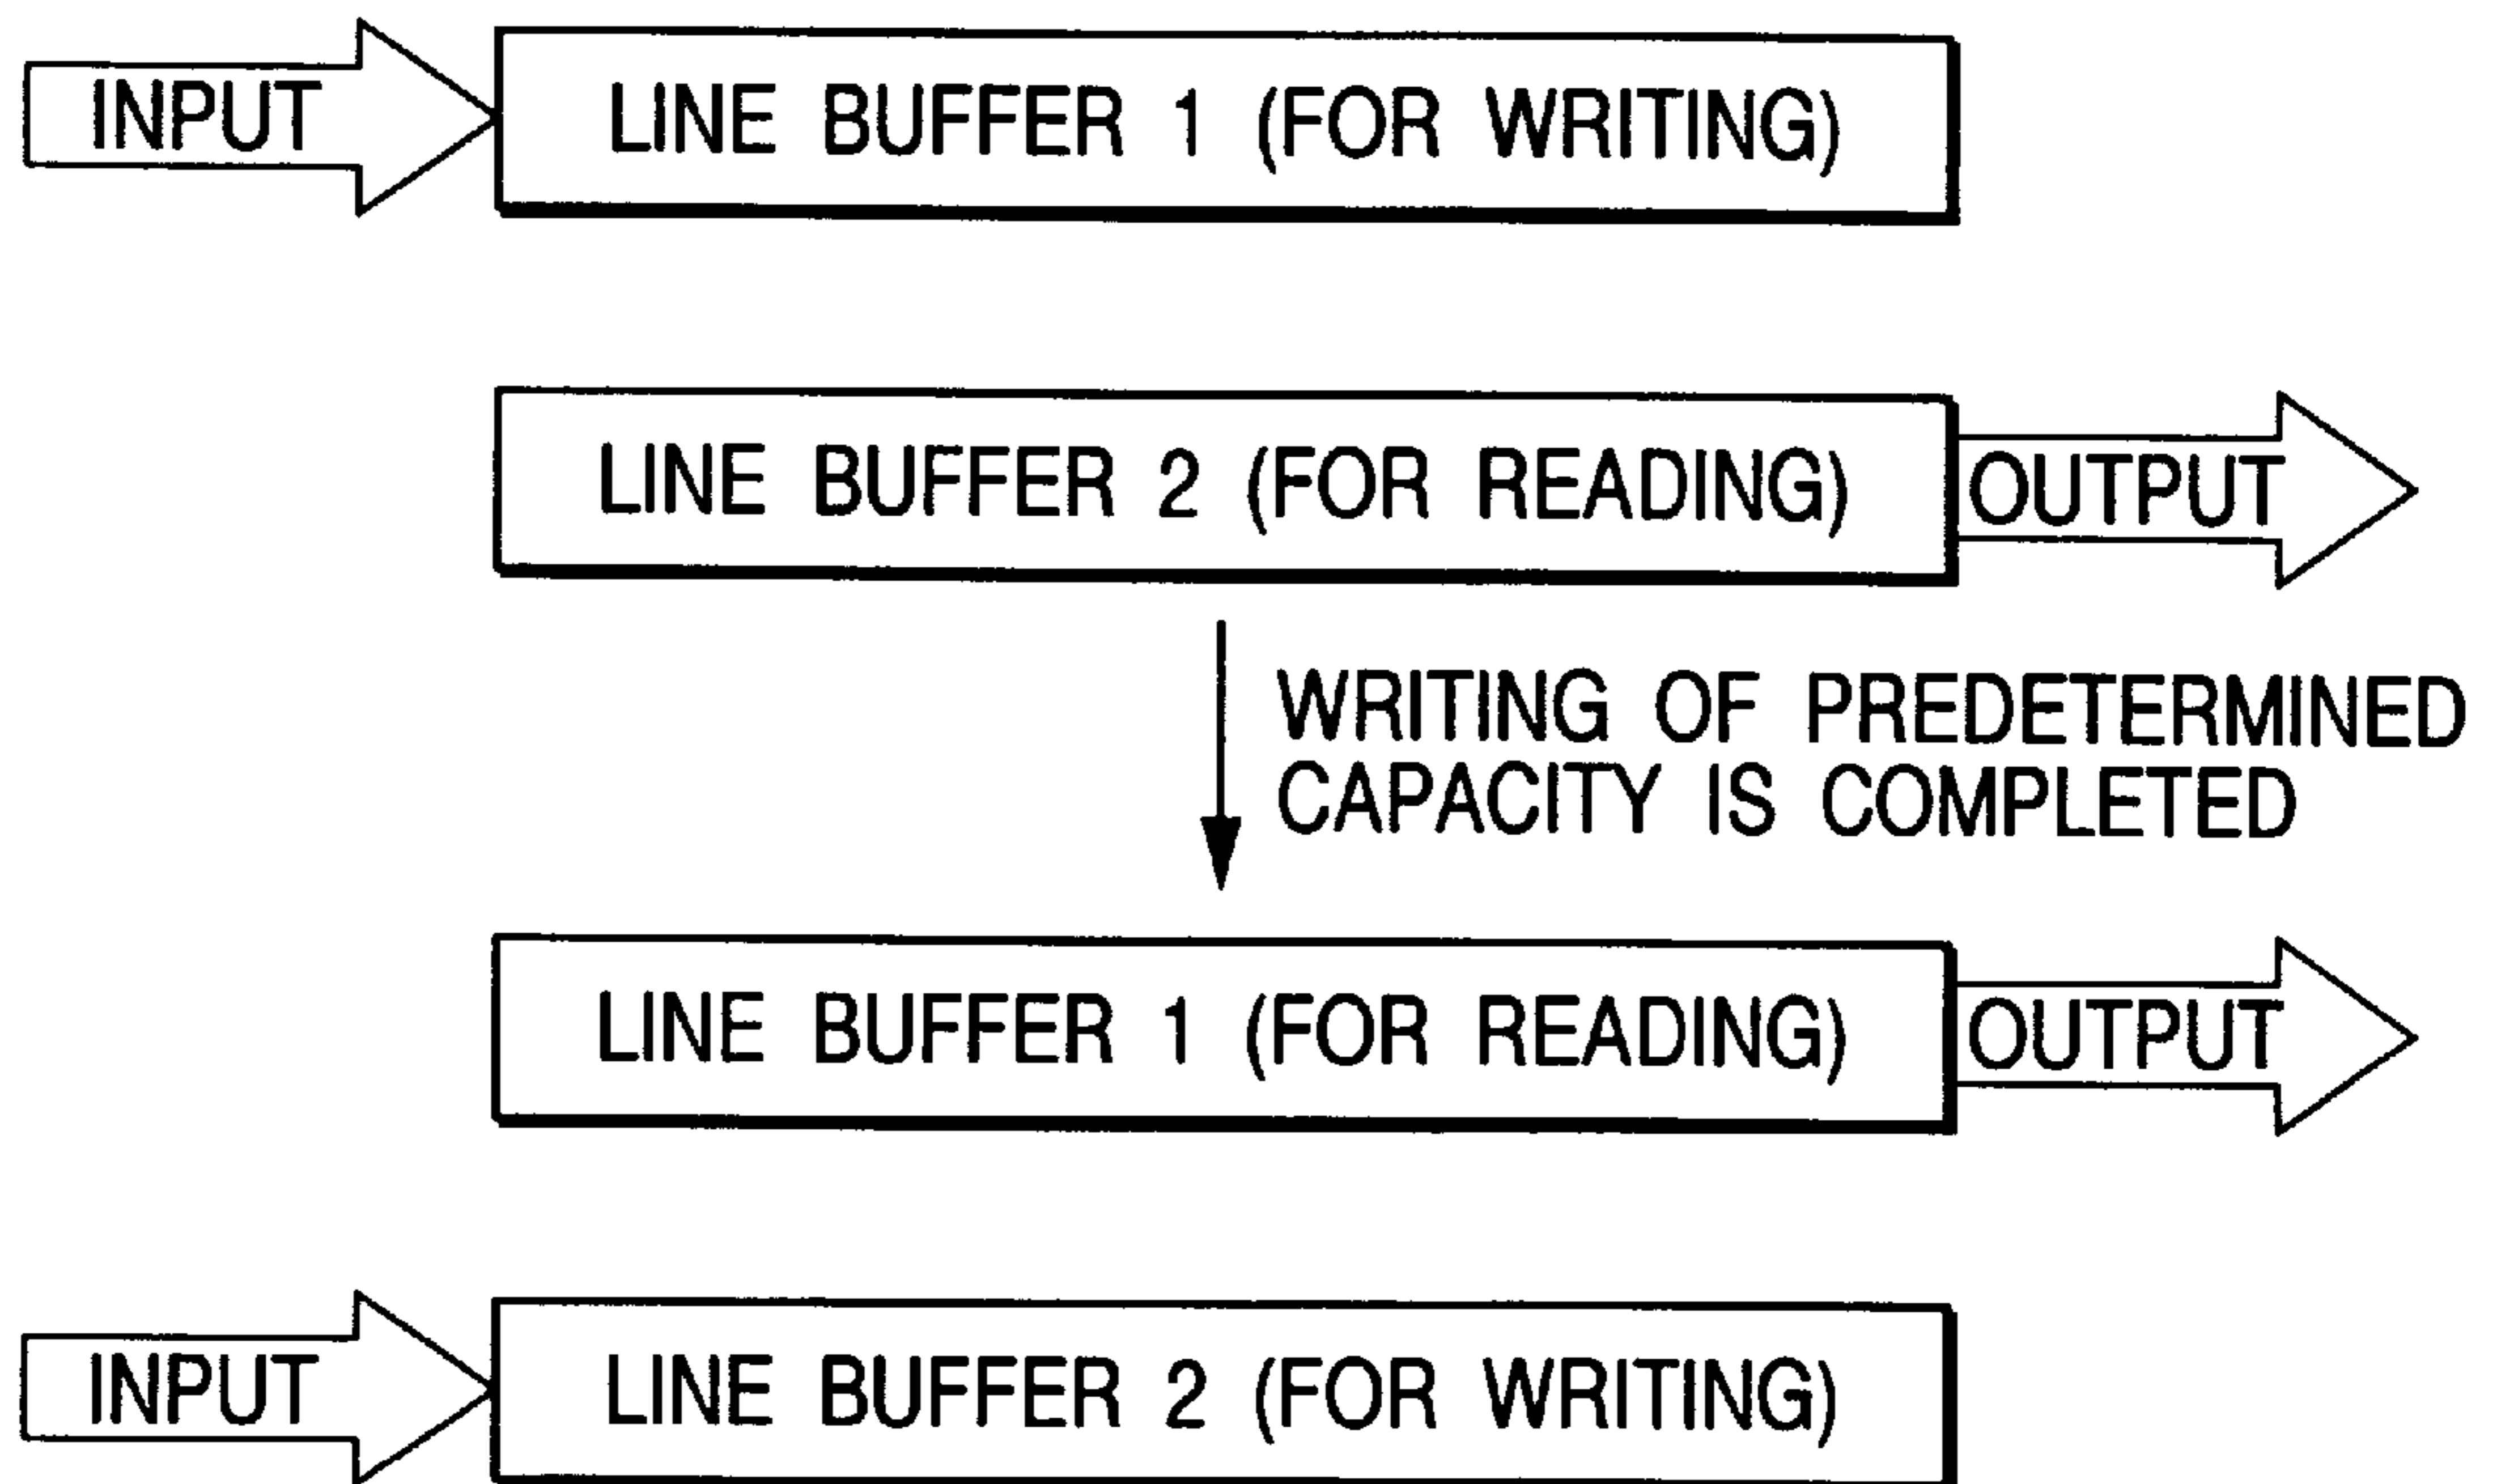 INPUT
LINE BUFFER 1 (FOR WRITING)
LINE BUFFER 2 (FOR READING)
OUTPUT
WRITING OF PREDETERMINED
CAPACITY IS COMPLETED
LINE BUFFER 1 (FOR READING)
OUTPUT
INPUT
LINE BUFFER 2 (FOR WRITING)